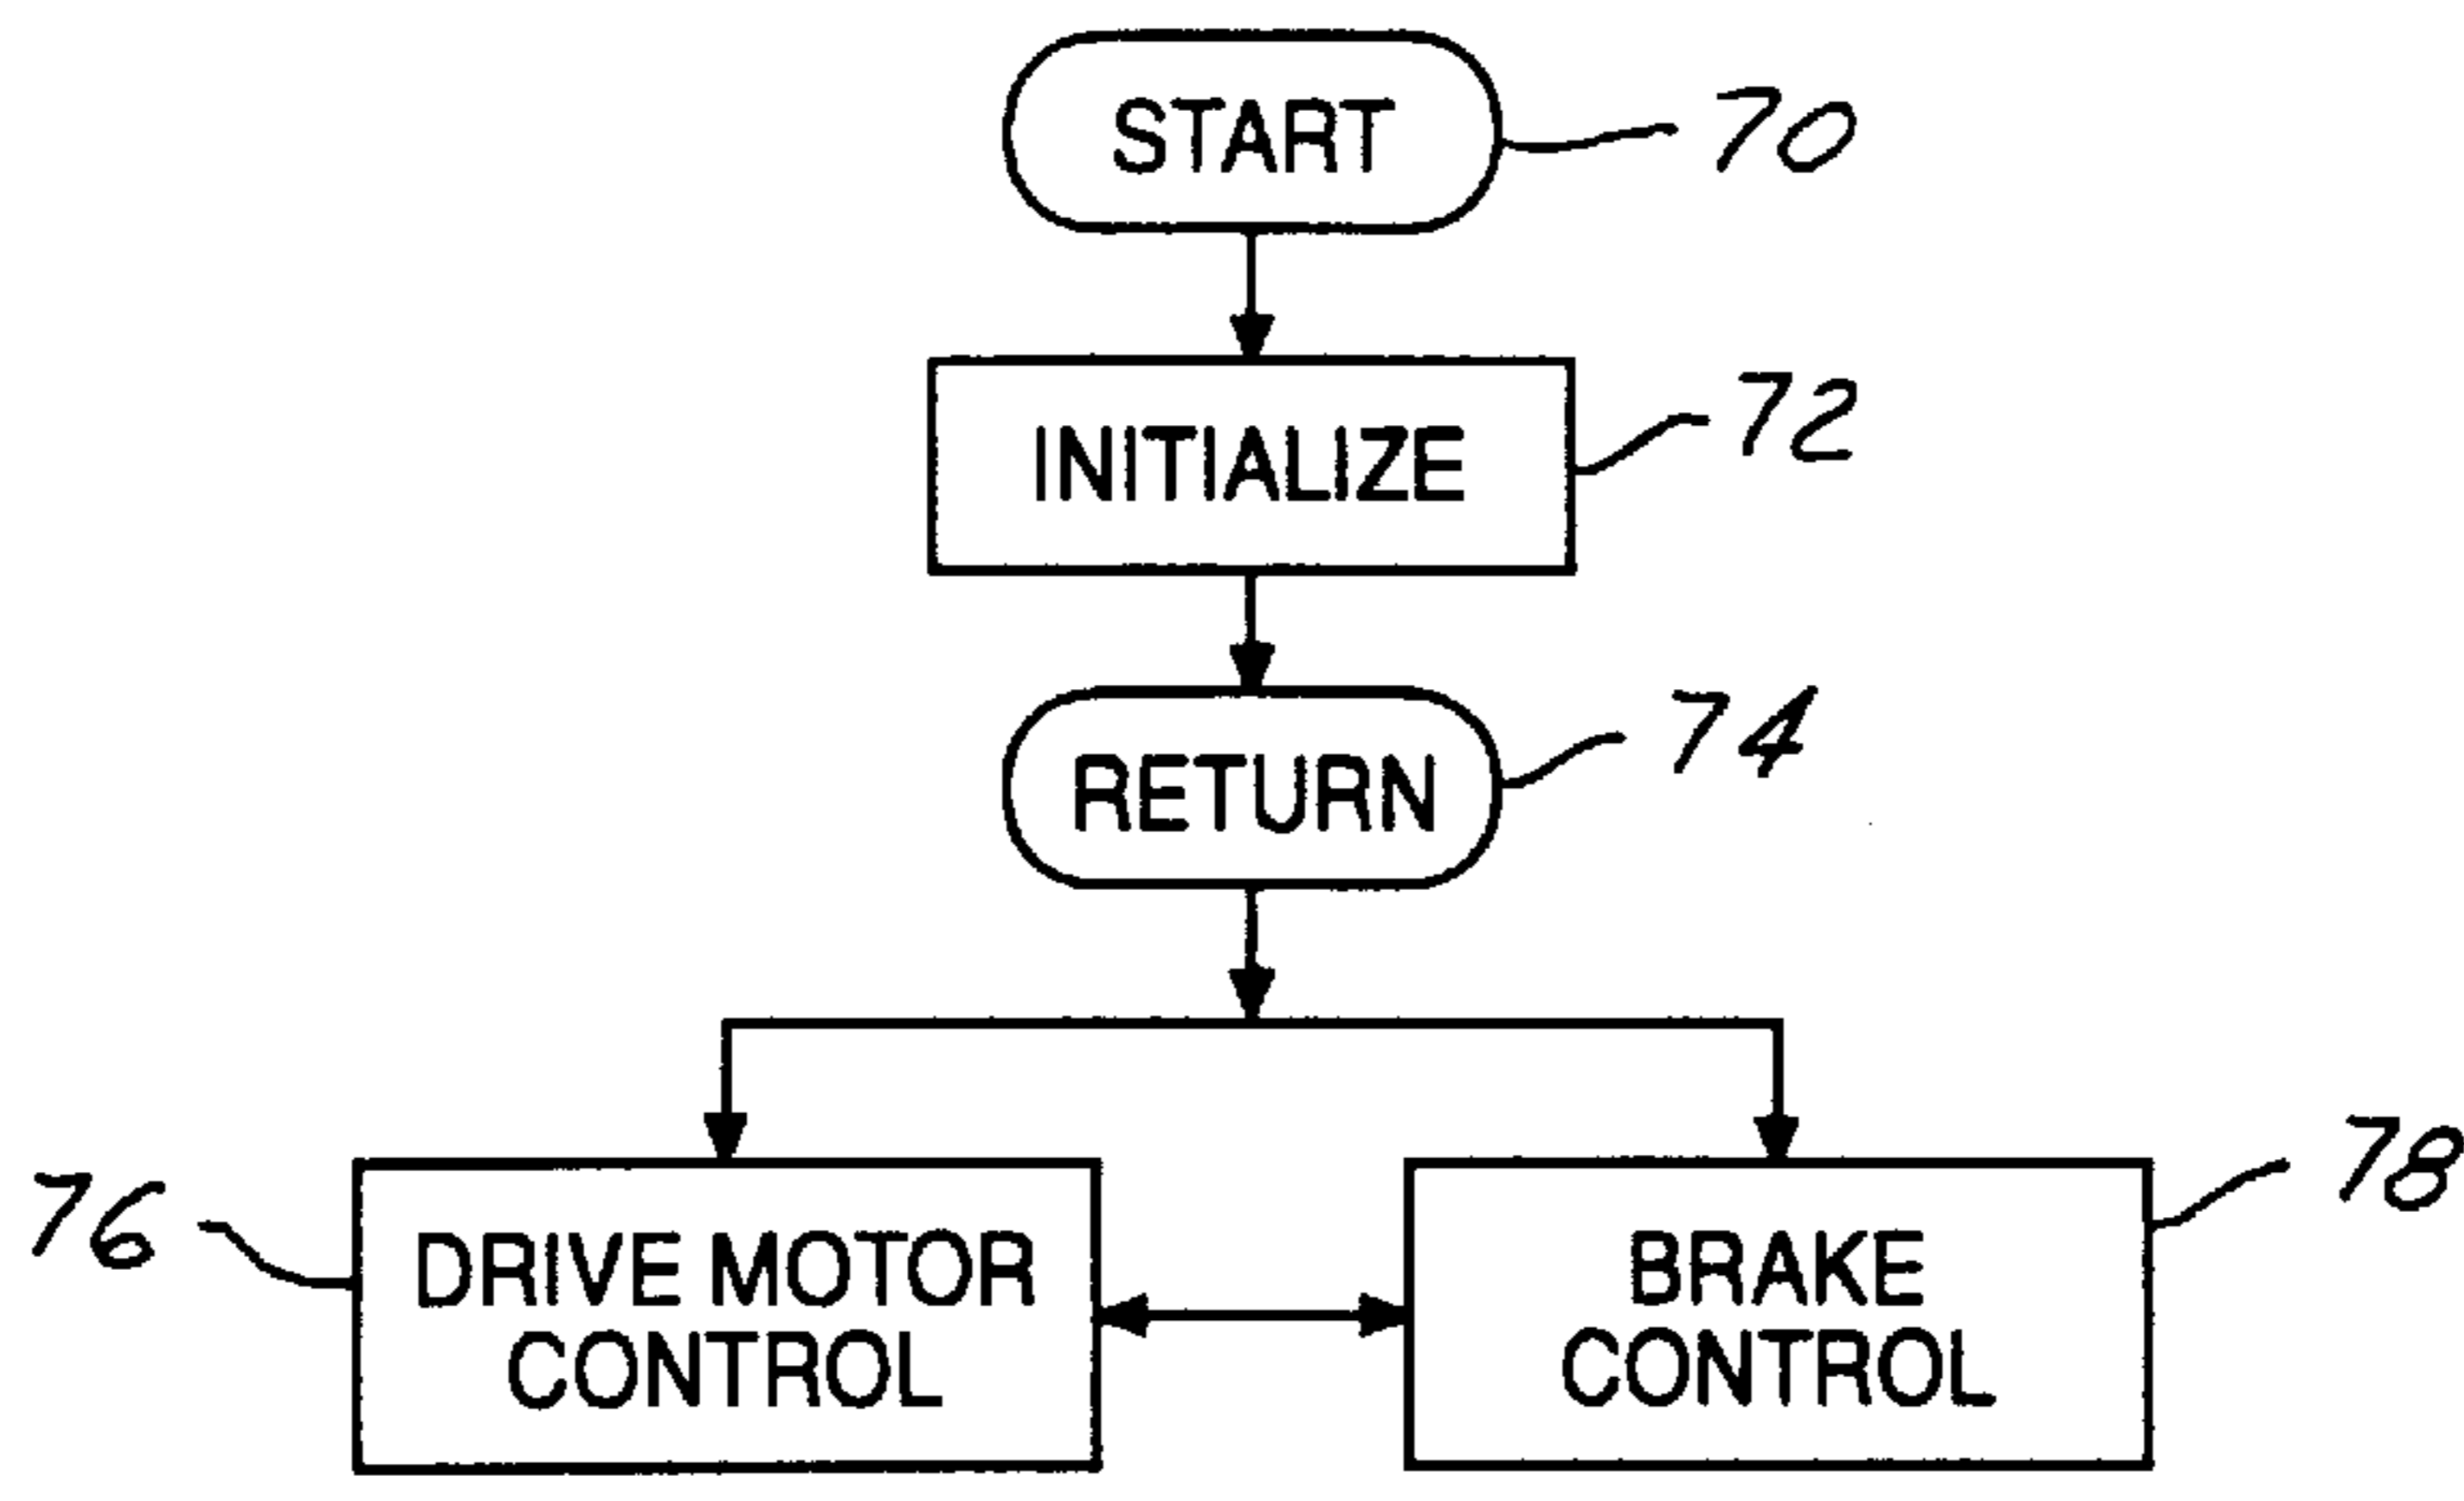 START
70
INITIALIZE
72
RETURN
74
76
DRIVE MOTOR
CONTROL
BRAKE
CONTROL
78